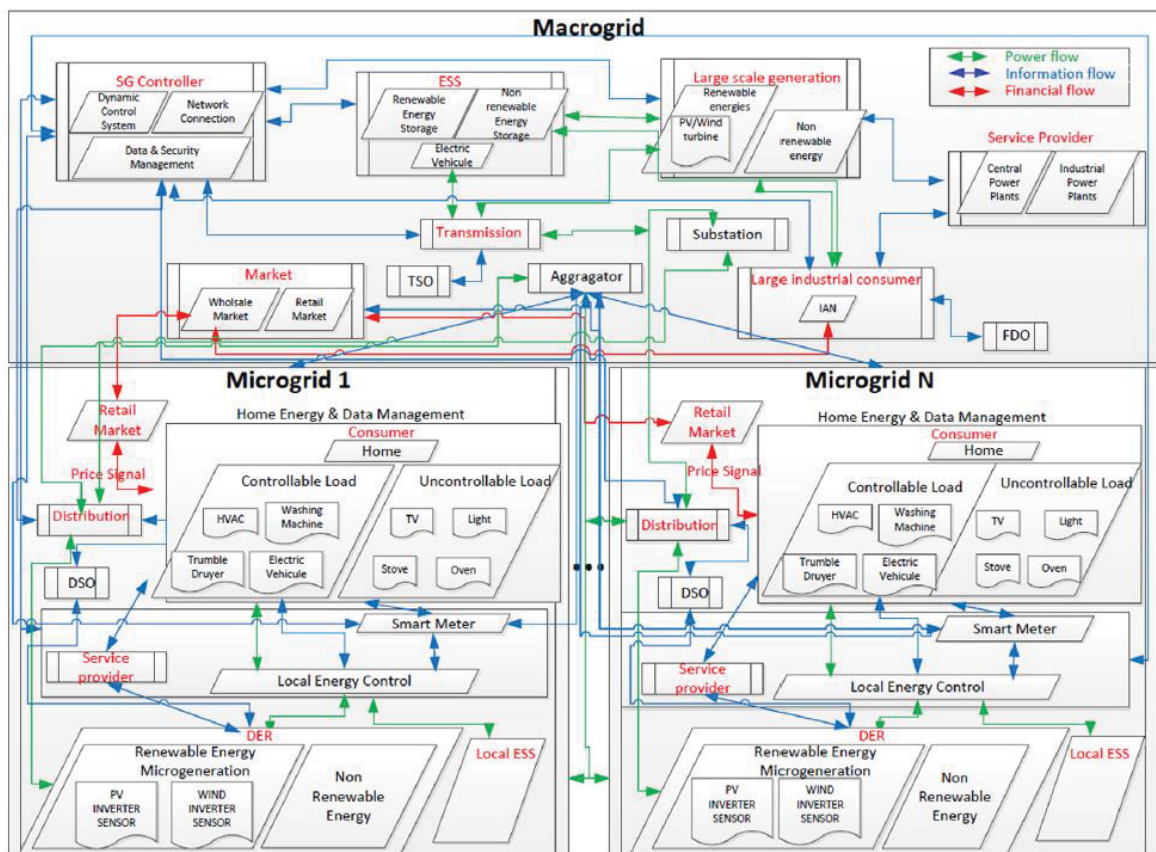 Macrogrid
SG Controller
Dynamic
Control
System
Network
Connection
Data & Security
Management
ESS
Renewable
Energy
Storage
Non
renewable
Energy
Storage
Electric
Vehicule
Large scale generation
Renewable
energies
PV/Wind
turbine
Non
renewable
energy
Power flow
Information flow
Financial flow
Service Provider
Central
Power
Plants
Industrial
Power
Plants
Transmission
Substation
TSO
Aggragator
Market
Wholsale
Market
Retail
Market
Large industrial consumer
IAN
FDO
Microgrid 1
Home Energy & Data Management
Retail
Market
Consumer
Home
Price Signal
Controllable Load
Uncontrollable Load
HVAC
Washing
Machine
TV
Light
Distribution
Trumble
Druyer
Electric
Vehicule
Stove
Oven
DSO
Smart Meter
Service
provider
Local Energy Control
DER
Renewable Energy
Microgeneration
Local ESS
PV
INVERTER
SENSOR
WIND
INVERTER
SENSOR
Non
Renewable
Energy
Microgrid N
Home Energy & Data Management
Retail
Market
Consumer
Home
Price Signal
Controllable Load
Uncontrollable Load
HVAC
Washing
Machine
TV
Light
Distribution
Trumble
Druyer
Electric
Vehicule
Stove
Oven
DSO
Smart Meter
Service
provider
Local Energy Control
DER
Renewable Energy
Microgeneration
Local ESS
PV
INVERTER
SENSOR
WIND
INVERTER
SENSOR
Non
Renewable
Energy